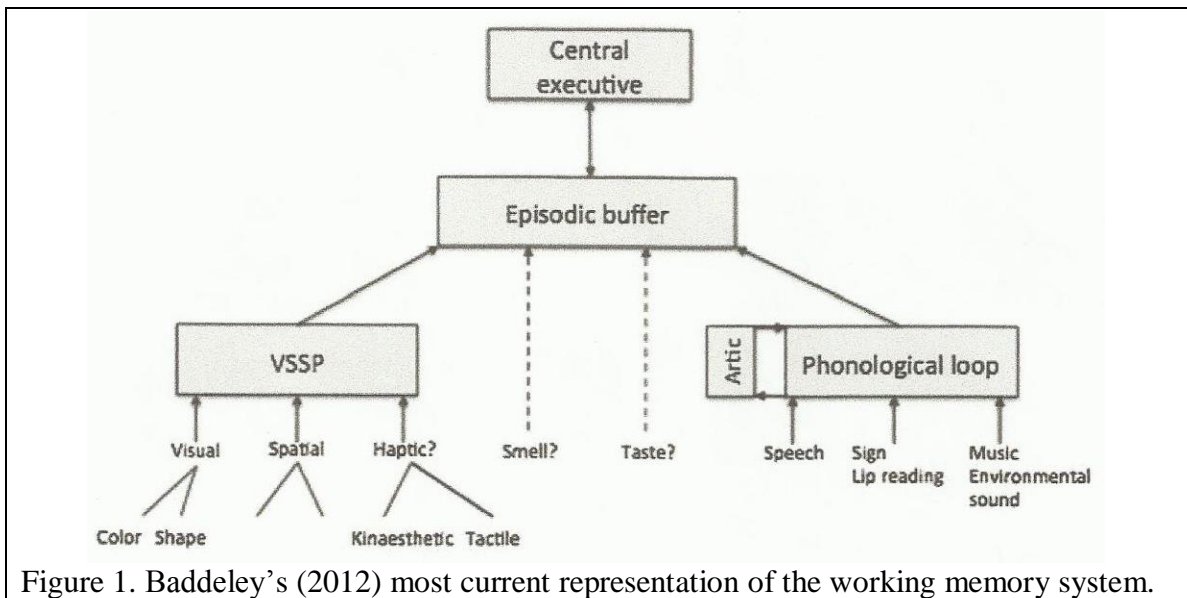 Central
executive
Episodic buffer
VSSP
Artic
Phonological loop
Visual Spatial Haptic? Smell? Taste? Speech Sign Music
Lip reading Environmental
sound
Color Shape Kinaesthetic Tactile
Figure 1. Baddeley’s (2012) most current representation of the working memory system.